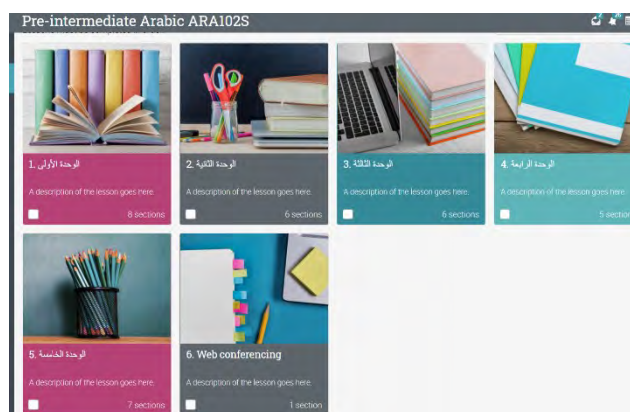 Pre-intermediate Arabic ARA102S
1. الوحدة الأولى
A description of the lesson goes here.
8 sections
2. الوحدة الثانية
A description of the lesson goes here.
6 sections
3. الوحدة الثالثة
A description of the lesson goes here.
6 sections
4. الوحدة الرابعة
A description of the lesson goes here.
5 section
5. الوحدة الخامسة
A description of the lesson goes here.
7 sections
6. Web conferencing
A description of the lesson goes here.
1 section